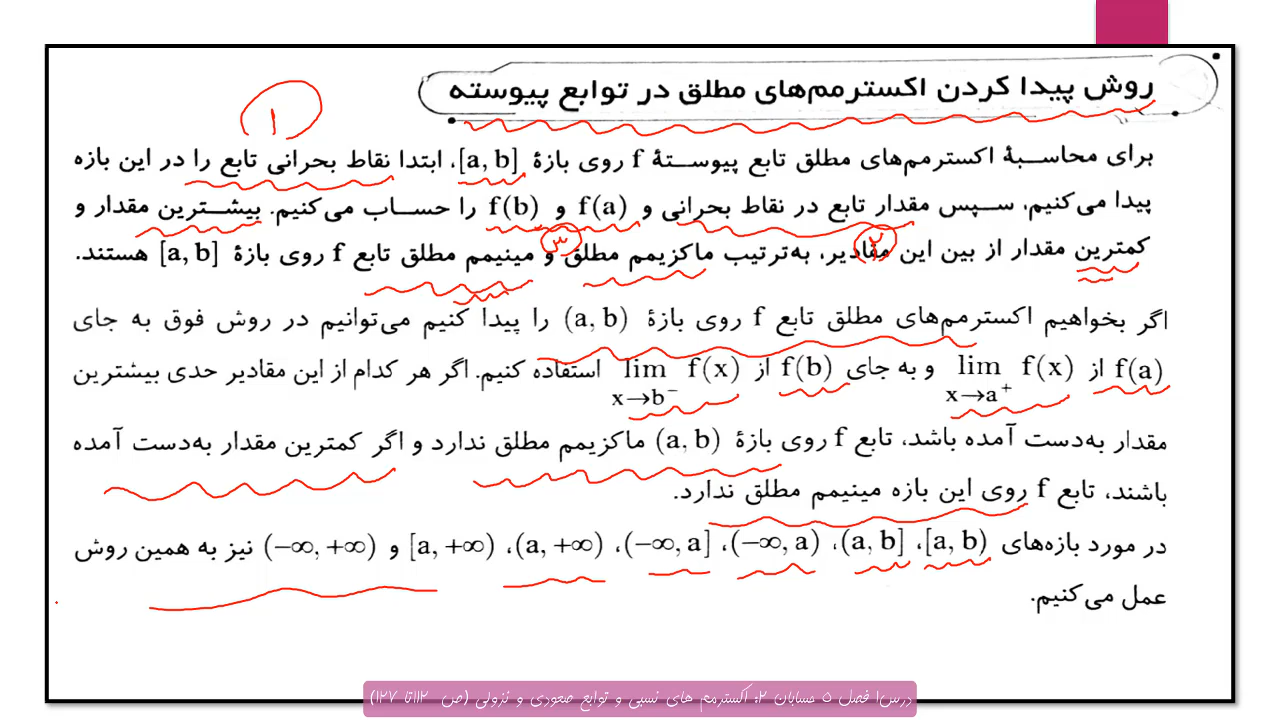 روش پیدا کردن اکسترمم‌های مطلق در توابع پیوسته
۱
برای محاسبهٔ اکسترمم‌های مطلق تابع پیوستهٔ f روی بازهٔ [a, b]، ابتدا نقاط بحرانی تابع را در این بازه
پیدا می‌کنیم، سپس مقدار تابع در نقاط بحرانی و f(a) و f(b) را حساب می‌کنیم. بیشترین مقدار و
۲ ۳
کمترین مقدار از بین این مقادیر، به‌ترتیب ماکزیمم مطلق و مینیمم مطلق تابع f روی بازهٔ [a, b] هستند.
اگر بخواهیم اکسترمم‌های مطلق تابع f روی بازهٔ (a, b) را پیدا کنیم می‌توانیم در روش فوق به جای
f(a) از lim f(x) x→a⁺ و به جای f(b) از lim f(x) x→b⁻ استفاده کنیم. اگر هر کدام از این مقادیر حدی بیشترین
مقدار به‌دست آمده باشد، تابع f روی بازهٔ (a, b) ماکزیمم مطلق ندارد و اگر کمترین مقدار به‌دست آمده
باشند، تابع f روی این بازه مینیمم مطلق ندارد.
در مورد بازه‌های [a, b)، (a, b]، (−∞, a)، (−∞, a]، (a, +∞)، [a, +∞) و (−∞, +∞) نیز به همین روش
عمل می‌کنیم.
درس۱ فصل ۵ حسابان ۲: اکسترمم های نسبی و توابع صعودی و نزولی (ص ۱۱۲تا ۱۲۷)